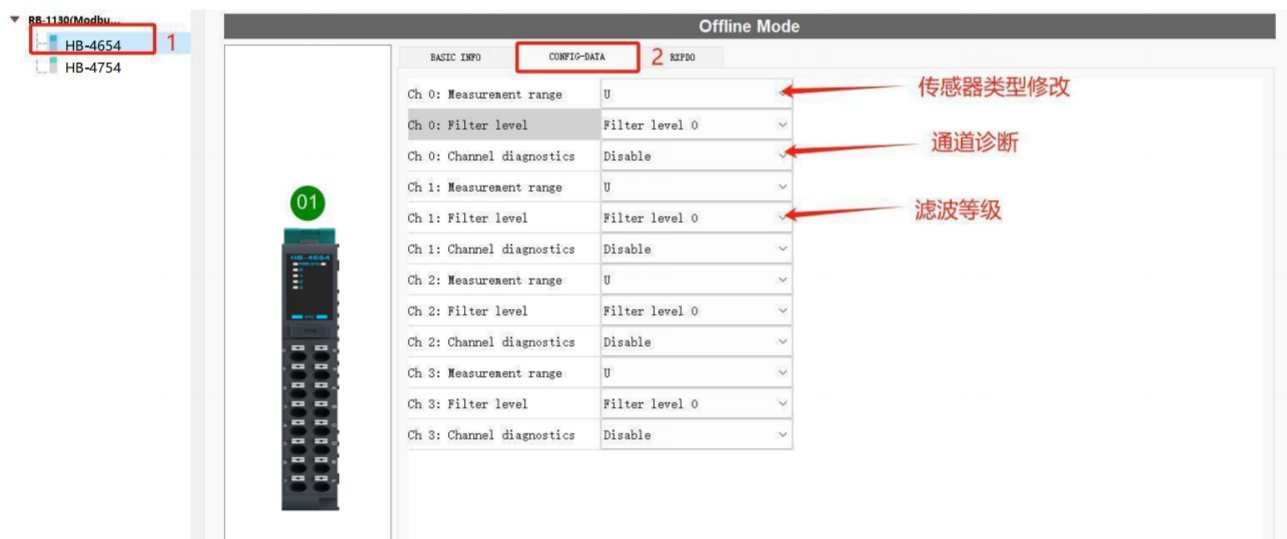 RB-1130(Modbu...
HB-4654
1
HB-4754
Offline Mode
BASIC INFO
CONFIG-DATA
2
RXPDO
Ch 0: Measurement range
U
传感器类型修改
Ch 0: Filter level
Filter level 0
Ch 0: Channel diagnostics
Disable
通道诊断
Ch 1: Measurement range
U
Ch 1: Filter level
Filter level 0
滤波等级
Ch 1: Channel diagnostics
Disable
Ch 2: Measurement range
U
Ch 2: Filter level
Filter level 0
Ch 2: Channel diagnostics
Disable
Ch 3: Measurement range
U
Ch 3: Filter level
Filter level 0
Ch 3: Channel diagnostics
Disable
01
HB-4654